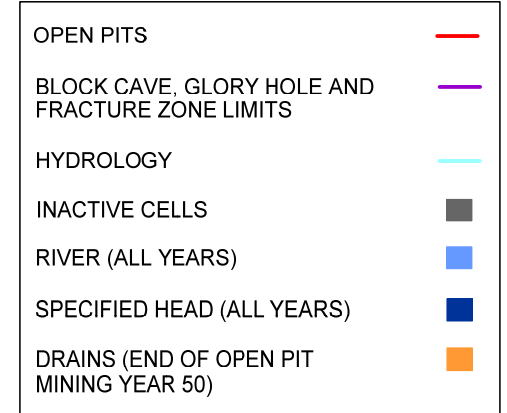 OPEN PITS
BLOCK CAVE, GLORY HOLE AND
FRACTURE ZONE LIMITS
HYDROLOGY
INACTIVE CELLS
RIVER (ALL YEARS)
SPECIFIED HEAD (ALL YEARS)
DRAINS (END OF OPEN PIT
MINING YEAR 50)